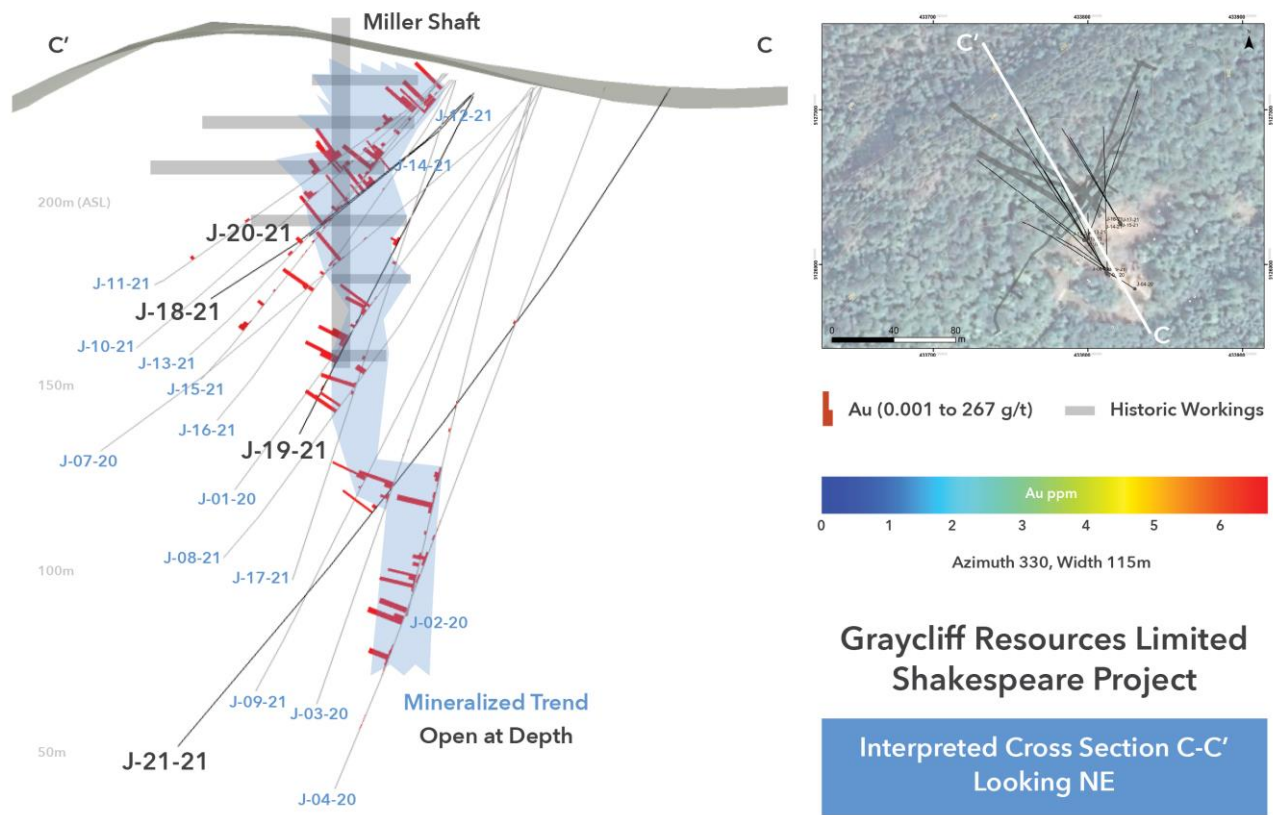 Miller Shaft
C’
C
J-12-21
J-14-21
200m (ASL)
J-20-21
J-11-21
J-18-21
J-10-21
J-13-21
150m
J-15-21
J-16-21
J-19-21
J-07-20
J-01-20
J-08-21
100m
J-17-21
J-02-20
J-09-21
J-03-20
Mineralized Trend
Open at Depth
50m
J-21-21
J-04-20
C’
C
0 40 80
m
Au (0.001 to 267 g/t)
Historic Workings
Au ppm
0 1 2 3 4 5 6
Azimuth 330, Width 115m
Graycliff Resources Limited
Shakespeare Project
Interpreted Cross Section C-C’
Looking NE